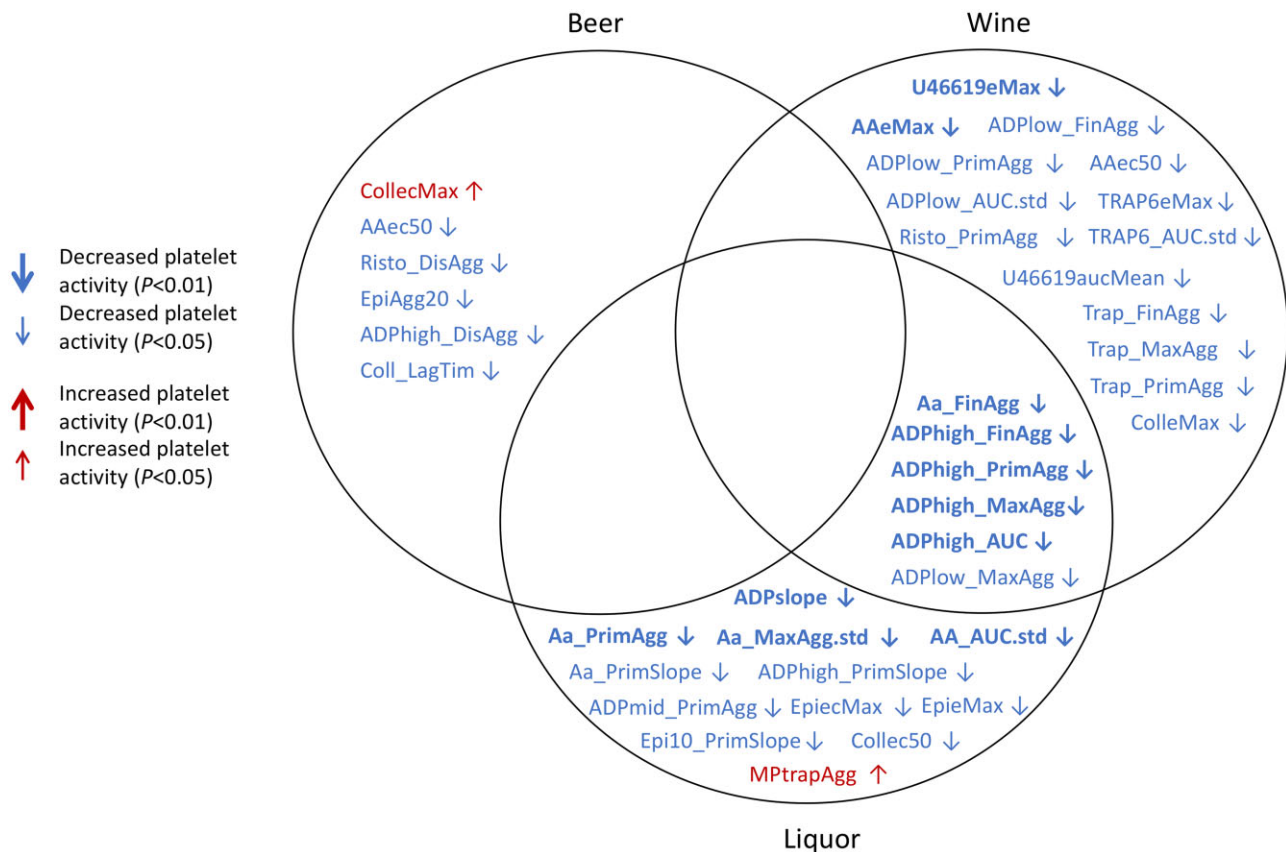 Beer
Wine
U46619eMax ↓
AAeMax ↓ ADPlow_FinAgg ↓
ADPlow_PrimAgg ↓ AAec50 ↓
ADPlow_AUC.std ↓ TRAP6eMax ↓
Risto_PrimAgg ↓ TRAP6_AUC.std ↓
U46619aucMean ↓
Trap_FinAgg ↓
Trap_MaxAgg ↓
Trap_PrimAgg ↓
ColleMax ↓
CollecMax ↑
AAec50 ↓
Risto_DisAgg ↓
EpiAgg20 ↓
ADPhigh_DisAgg ↓
Coll_LagTim ↓
↓ Decreased platelet
activity (P<0.01)
↓ Decreased platelet
activity (P<0.05)
↑ Increased platelet
activity (P<0.01)
↑ Increased platelet
activity (P<0.05)
Aa_FinAgg ↓
ADPhigh_FinAgg ↓
ADPhigh_PrimAgg ↓
ADPhigh_MaxAgg ↓
ADPhigh_AUC ↓
ADPlow_MaxAgg ↓
ADPslope ↓
Aa_PrimAgg ↓ Aa_MaxAgg.std ↓ AA_AUC.std ↓
Aa_PrimSlope ↓ ADPhigh_PrimSlope ↓
ADPmid_PrimAgg ↓ EpiecMax ↓ EpieMax ↓
Epi10_PrimSlope ↓ Collec50 ↓
MPtrapAgg ↑
Liquor